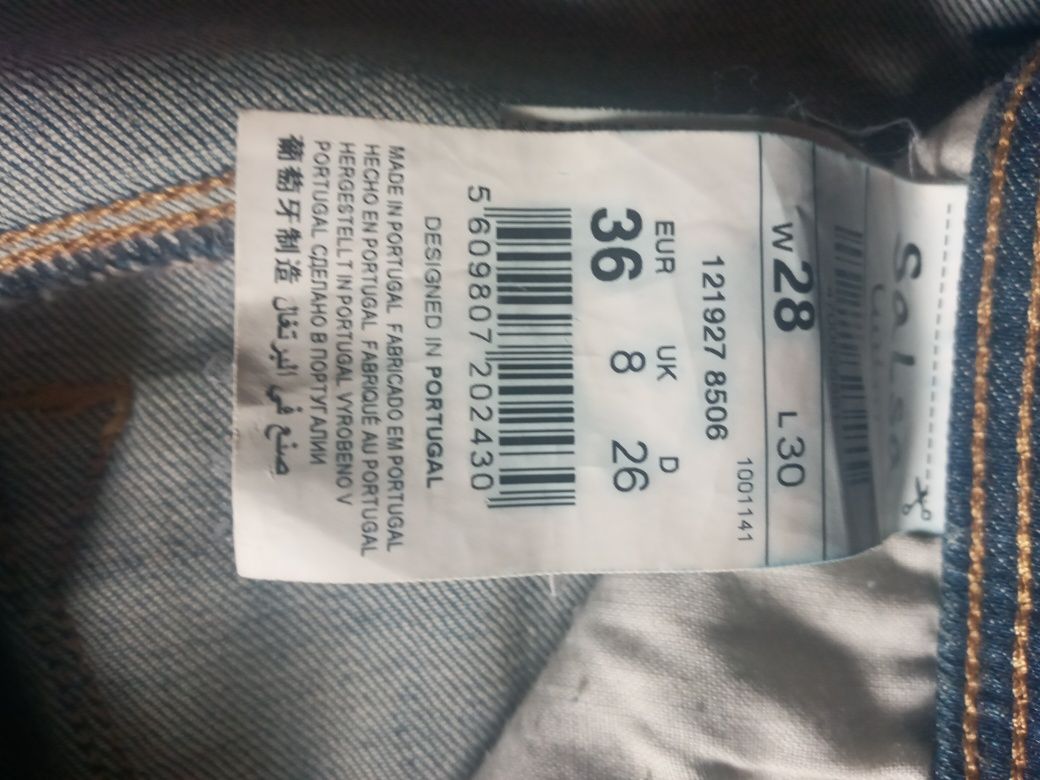 Salsa
W28 L30
1001141
121927 8506
EUR UK D
36 8 26
5 609807 202430
DESIGNED IN PORTUGAL
MADE IN PORTUGAL FABRICADO EM PORTUGAL
HECHO EN PORTUGAL FABRIQUÉ AU PORTUGAL
HERGESTELLT IN PORTUGAL VYROBENO V
PORTUGAL СДЕЛАНО В ПОРТУГАЛИИ
葡萄牙制造 صنع في البرتغال